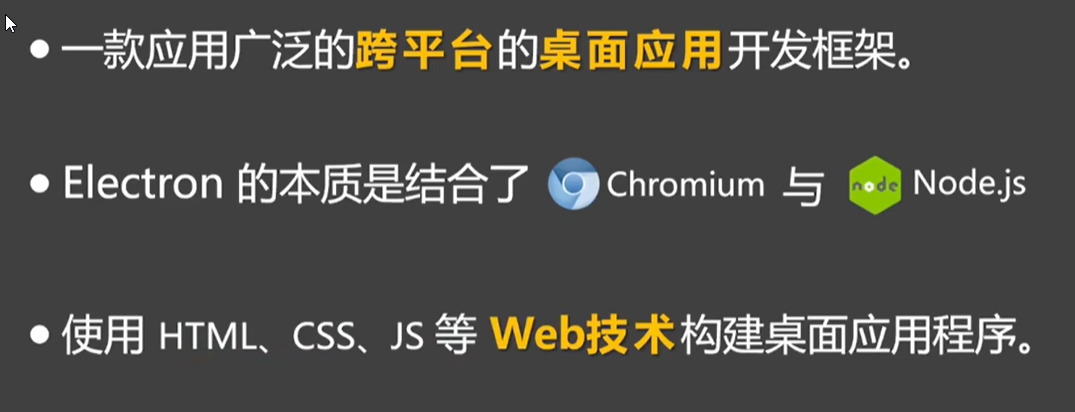 ● 一款应用广泛的跨平台的桌面应用开发框架。
● Electron 的本质是结合了 Chromium 与 node Node.js
● 使用 HTML、CSS、JS 等 Web技术构建桌面应用程序。